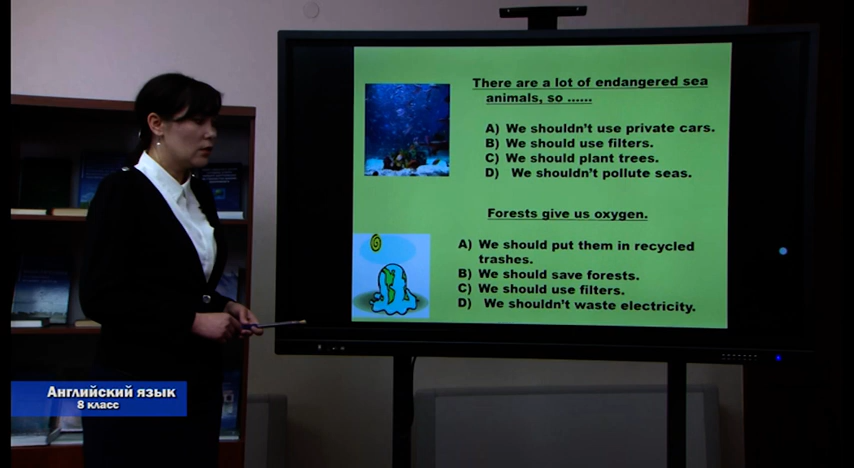 There are a lot of endangered sea
animals, so ......
A) We shouldn't use private cars.
B) We should use filters.
C) We should plant trees.
D) We shouldn't pollute seas.
Forests give us oxygen.
A) We should put them in recycled
trashes.
B) We should save forests.
C) We should use filters.
D) We shouldn't waste electricity.
Английский язык
8 класс